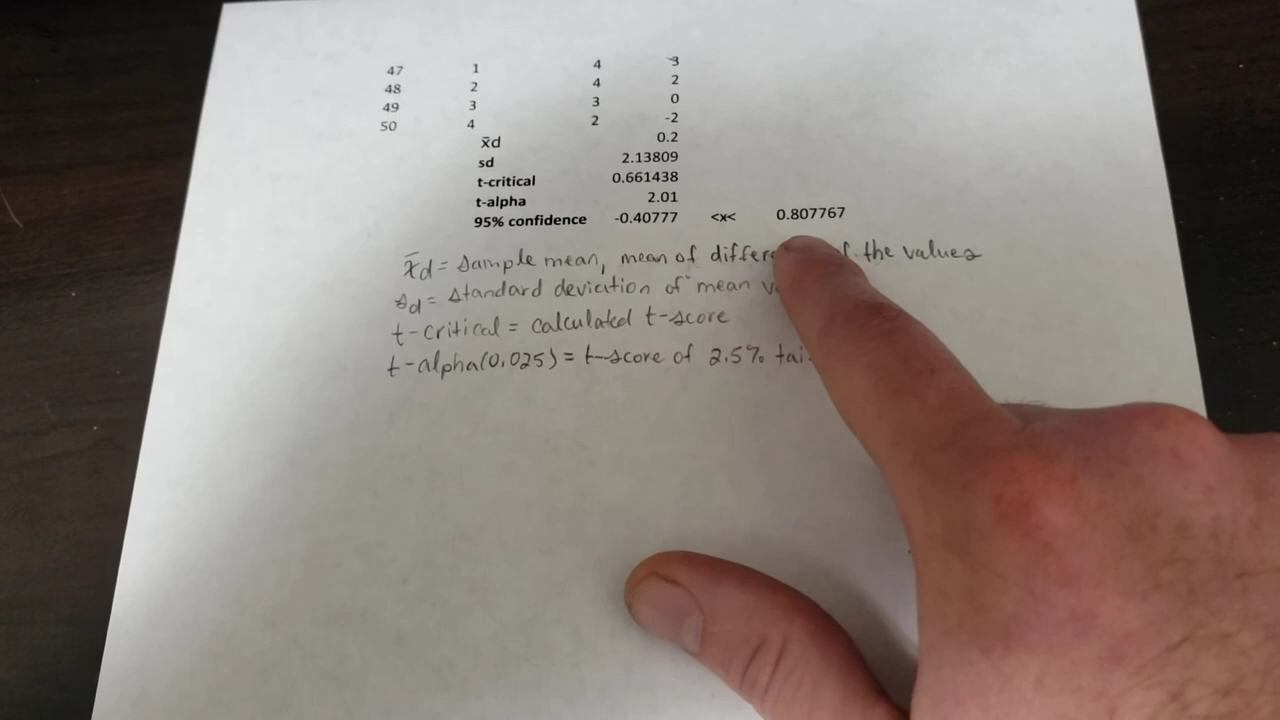 47 1 4 3
48 2 4 2
49 3 3 0
50 4 2 -2
x̄d 0.2
sd 2.13809
t-critical 0.661438
t-alpha 2.01
95% confidence -0.40777 <x< 0.807767
x̄d = sample mean, mean of the values
sd = standard deviation of mean
t-critical = calculated t-score
t-alpha(0.025) = t-score of 2.5%